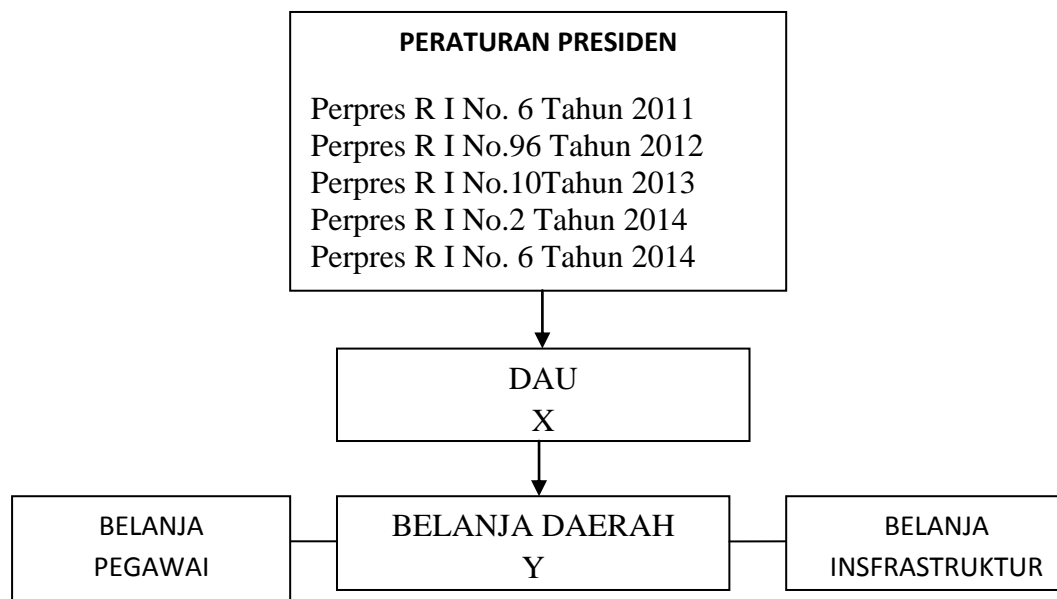 PERATURAN PRESIDEN
Perpres R I No. 6 Tahun 2011
Perpres R I No.96 Tahun 2012
Perpres R I No.10Tahun 2013
Perpres R I No.2 Tahun 2014
Perpres R I No. 6 Tahun 2014
DAU
X
BELANJA
PEGAWAI
BELANJA DAERAH
Y
BELANJA
INSFRASTRUKTUR